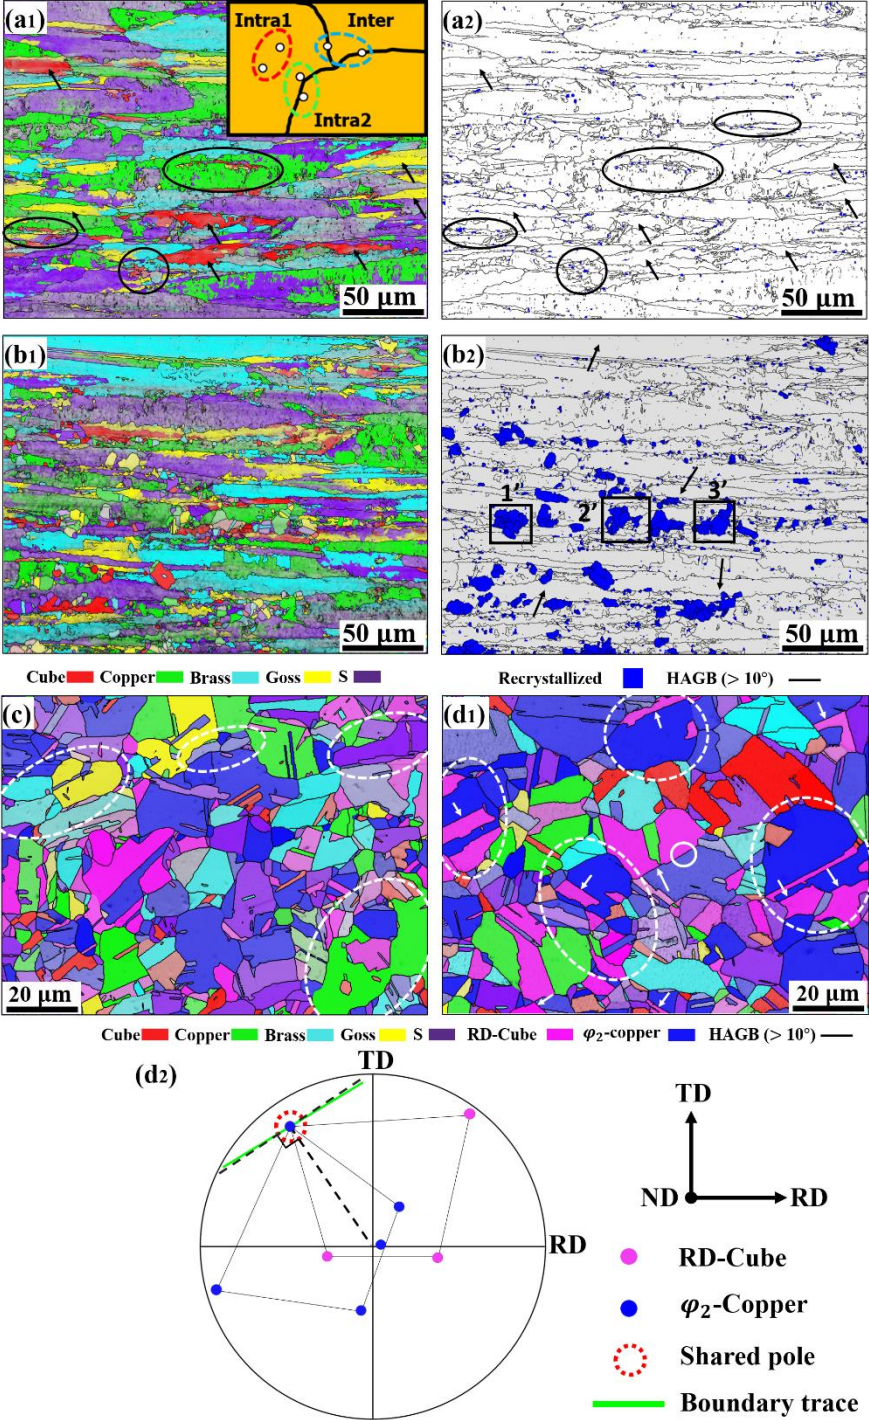 (a1)
Intra1
Inter
Intra2
50 μm
(a2)
50 μm
(b1)
50 μm
(b2)
1’
2’
3’
50 μm
Cube Copper Brass Goss S
Recrystallized HAGB (> 10°)
(c)
20 μm
(d1)
20 μm
Cube Copper Brass Goss S RD-Cube φ₂-copper HAGB (> 10°)
(d2)
TD
RD
TD
ND
RD
RD-Cube
φ₂-Copper
Shared pole
Boundary trace